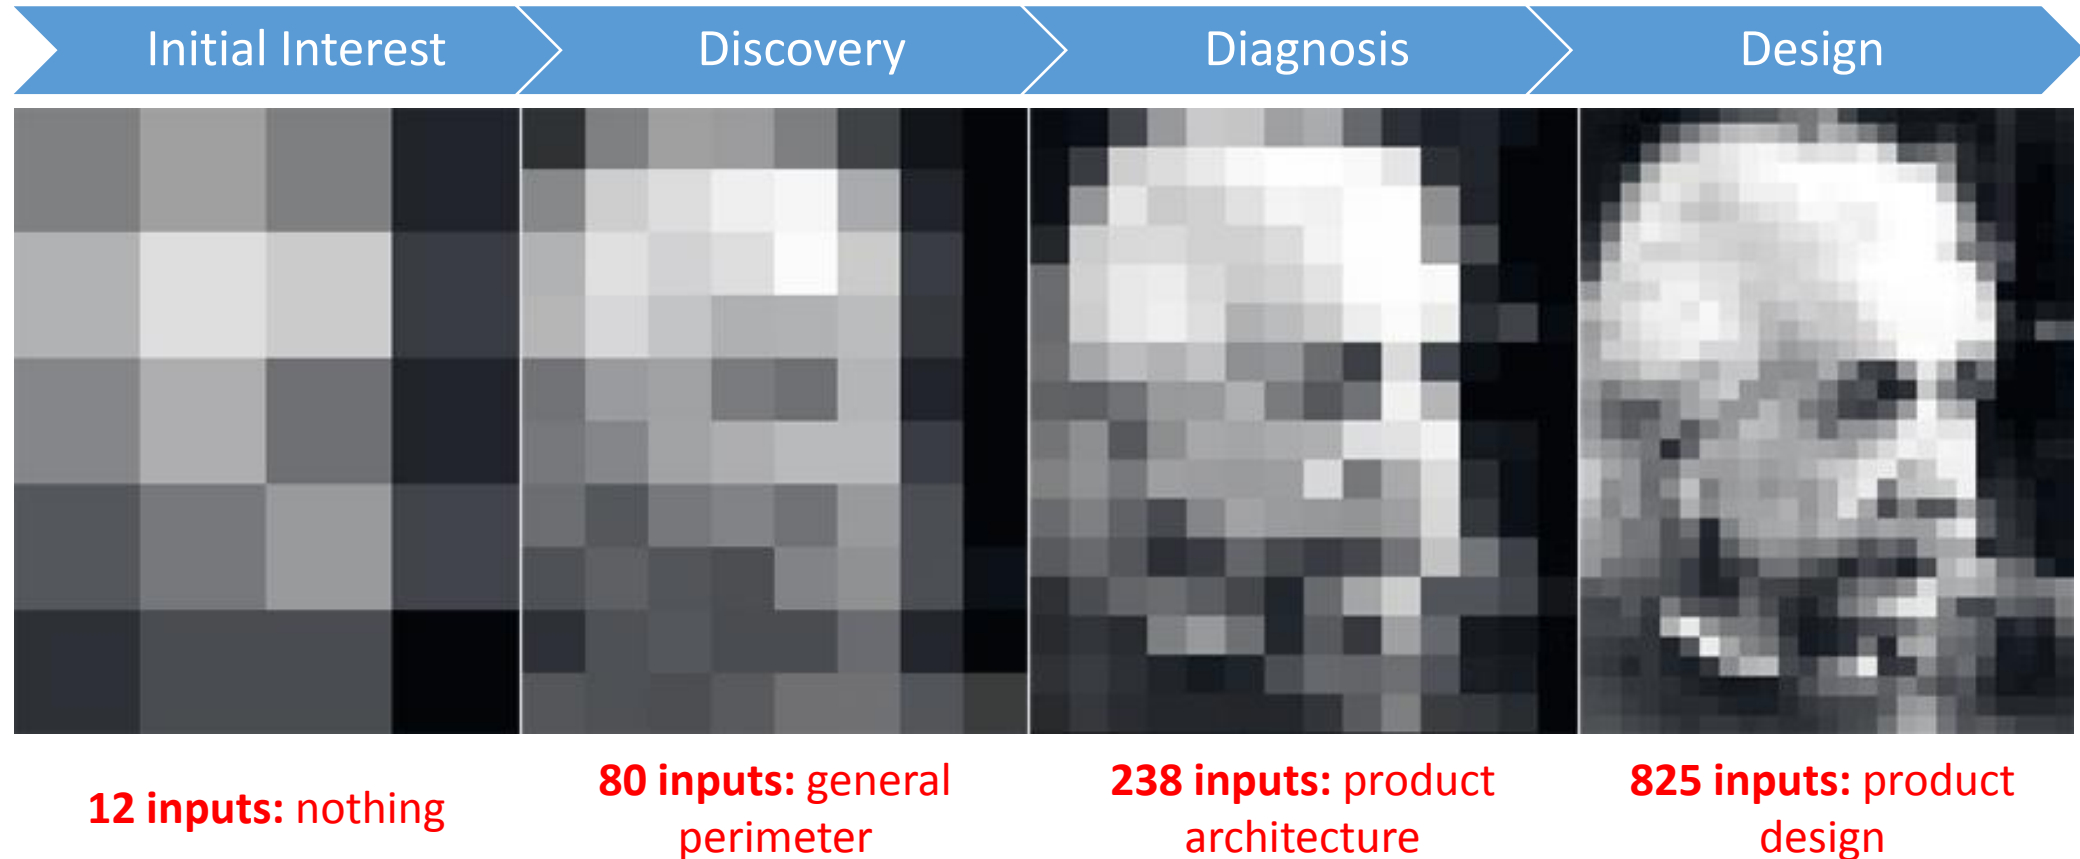 Initial Interest
Discovery
Diagnosis
Design
12 inputs: nothing
80 inputs: general
perimeter
238 inputs: product
architecture
825 inputs: product
design